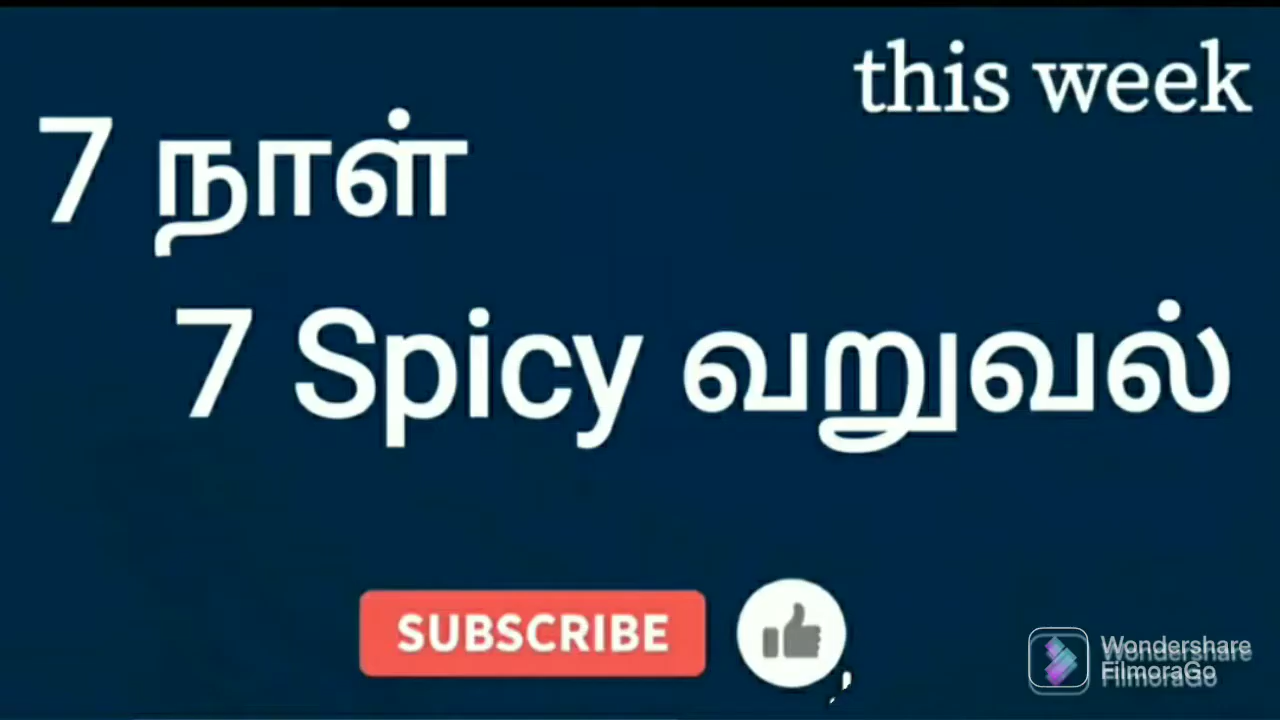 this week
7 நாள்
7 Spicy வறுவல்
SUBSCRIBE
Wondershare
FilmoraGo